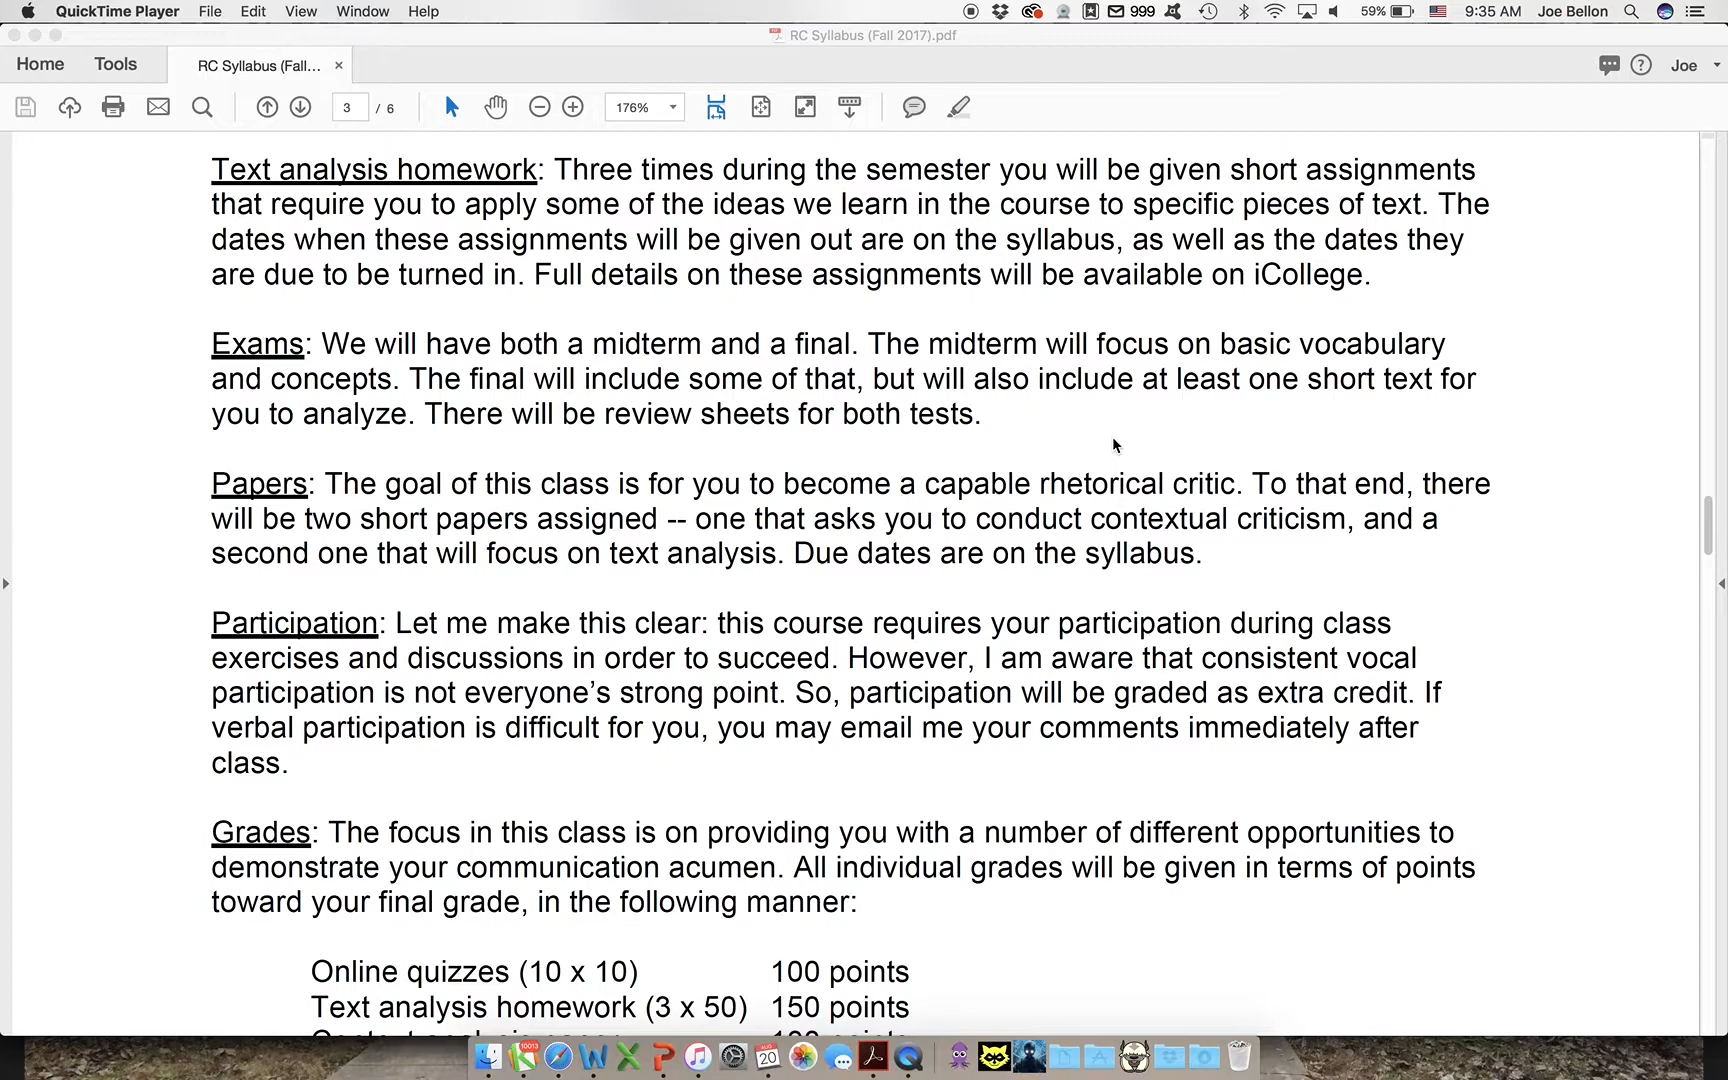 QuickTime Player File Edit View Window Help 999 59% 9:35 AM Joe Bellon
RC Syllabus (Fall 2017).pdf
Home Tools RC Syllabus (Fall... × Joe
3 / 6 176%
Text analysis homework: Three times during the semester you will be given short assignments
that require you to apply some of the ideas we learn in the course to specific pieces of text. The
dates when these assignments will be given out are on the syllabus, as well as the dates they
are due to be turned in. Full details on these assignments will be available on iCollege.
Exams: We will have both a midterm and a final. The midterm will focus on basic vocabulary
and concepts. The final will include some of that, but will also include at least one short text for
you to analyze. There will be review sheets for both tests.
Papers: The goal of this class is for you to become a capable rhetorical critic. To that end, there
will be two short papers assigned -- one that asks you to conduct contextual criticism, and a
second one that will focus on text analysis. Due dates are on the syllabus.
Participation: Let me make this clear: this course requires your participation during class
exercises and discussions in order to succeed. However, I am aware that consistent vocal
participation is not everyone's strong point. So, participation will be graded as extra credit. If
verbal participation is difficult for you, you may email me your comments immediately after
class.
Grades: The focus in this class is on providing you with a number of different opportunities to
demonstrate your communication acumen. All individual grades will be given in terms of points
toward your final grade, in the following manner:
Online quizzes (10 x 10) 100 points
Text analysis homework (3 x 50) 150 points
10013 AUG 20